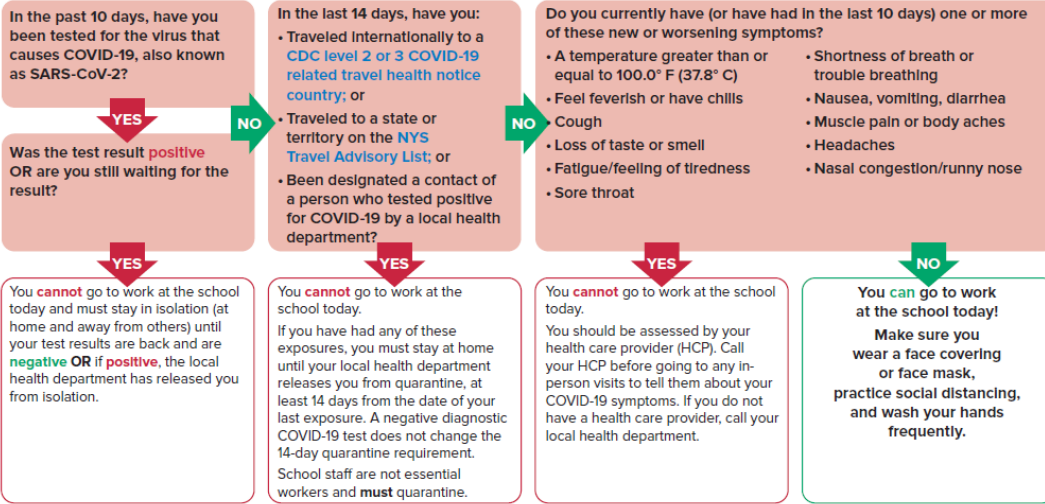 In the past 10 days, have you
been tested for the virus that
causes COVID-19, also known
as SARS-CoV-2?
YES
Was the test result positive
OR are you still waiting for the
result?
YES
You cannot go to work at the school
today and must stay in isolation (at
home and away from others) until
your test results are back and are
negative OR if positive, the local
health department has released you
from isolation.
NO
In the last 14 days, have you:
• Traveled internationally to a
CDC level 2 or 3 COVID-19
related travel health notice
country; or
• Traveled to a state or
territory on the NYS
Travel Advisory List; or
• Been designated a contact of
a person who tested positive
for COVID-19 by a local health
department?
YES
You cannot go to work at the
school today.
If you have had any of these
exposures, you must stay at home
until your local health department
releases you from quarantine, at
least 14 days from the date of your
last exposure. A negative diagnostic
COVID-19 test does not change the
14-day quarantine requirement.
School staff are not essential
workers and must quarantine.
NO
Do you currently have (or have had in the last 10 days) one or more
of these new or worsening symptoms?
• A temperature greater than or
equal to 100.0° F (37.8° C)
• Feel feverish or have chills
• Cough
• Loss of taste or smell
• Fatigue/feeling of tiredness
• Sore throat
• Shortness of breath or
trouble breathing
• Nausea, vomiting, diarrhea
• Muscle pain or body aches
• Headaches
• Nasal congestion/runny nose
YES
You cannot go to work at the school
today.
You should be assessed by your
health care provider (HCP). Call
your HCP before going to any in-
person visits to tell them about your
COVID-19 symptoms. If you do not
have a health care provider, call your
local health department.
NO
You can go to work
at the school today!
Make sure you
wear a face covering
or face mask,
practice social distancing,
and wash your hands
frequently.